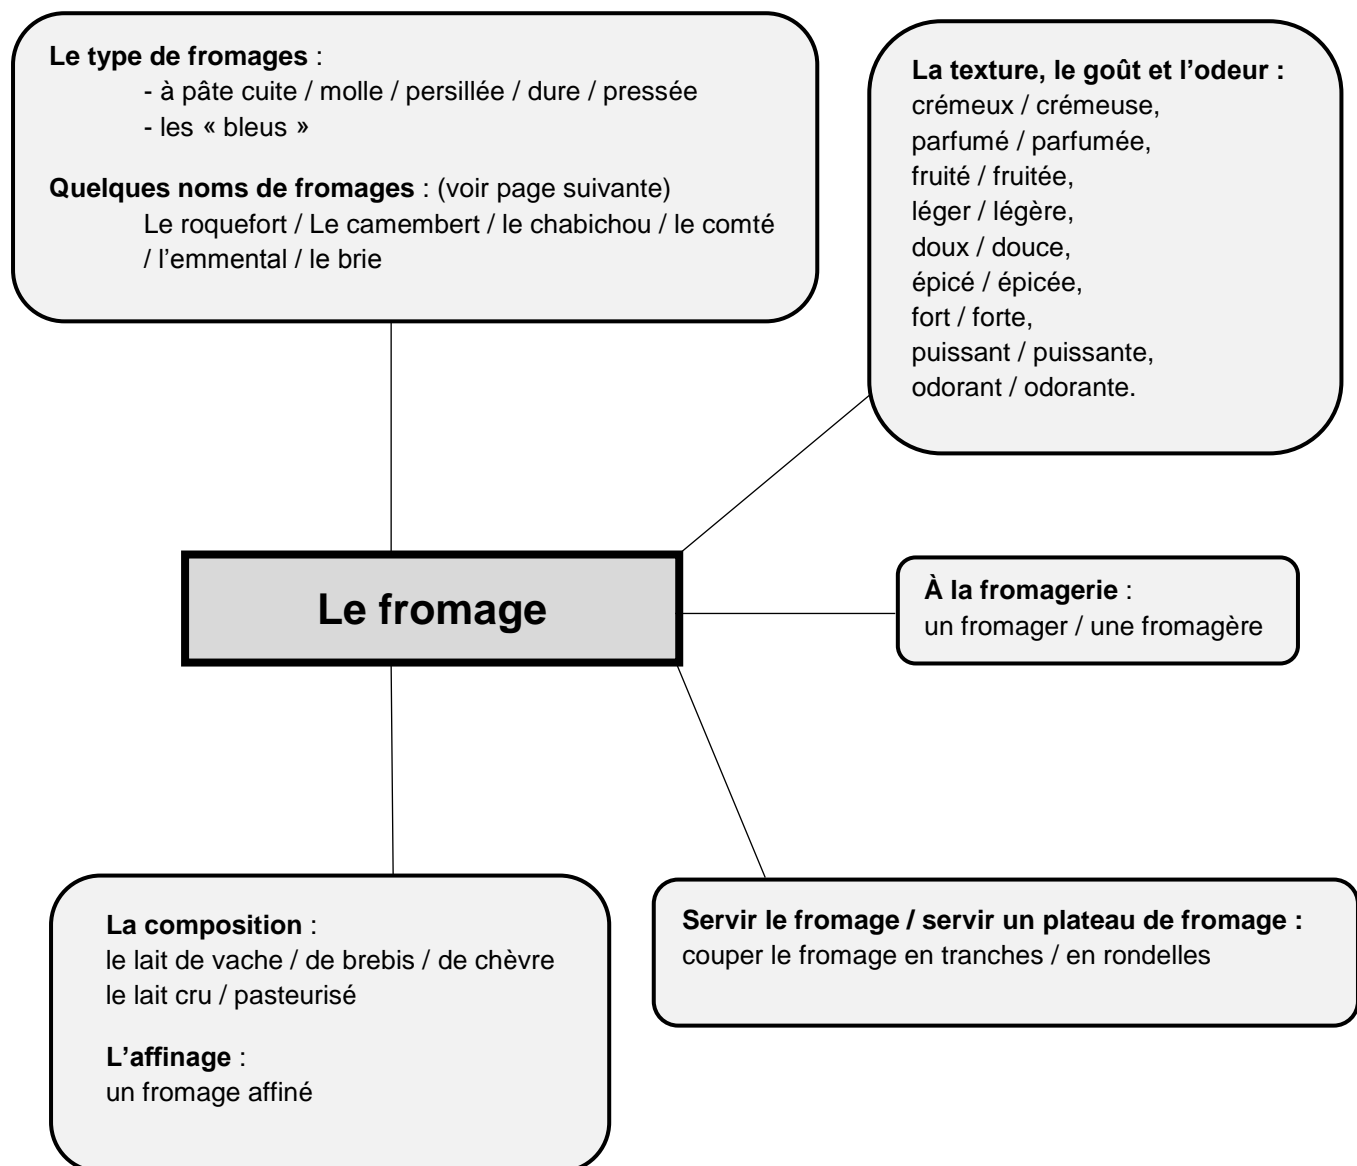 Le type de fromages :
- à pâte cuite / molle / persillée / dure / pressée
- les « bleus »
Quelques noms de fromages : (voir page suivante)
Le roquefort / Le camembert / le chabichou / le comté
/ l’emmental / le brie
La texture, le goût et l’odeur :
crémeux / crémeuse,
parfumé / parfumée,
fruité / fruitée,
léger / légère,
doux / douce,
épicé / épicée,
fort / forte,
puissant / puissante,
odorant / odorante.
Le fromage
À la fromagerie :
un fromager / une fromagère
La composition :
le lait de vache / de brebis / de chèvre
le lait cru / pasteurisé
L’affinage :
un fromage affiné
Servir le fromage / servir un plateau de fromage :
couper le fromage en tranches / en rondelles